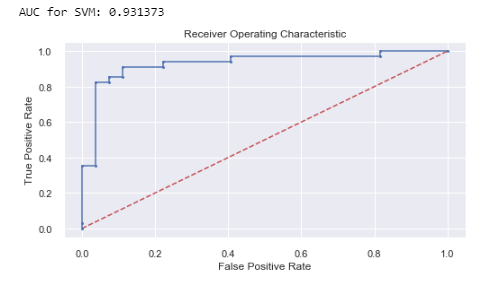 AUC for SVM: 0.931373
Receiver Operating Characteristic
True Positive Rate
1.0
0.8
0.6
0.4
0.2
0.0
0.0 0.2 0.4 0.6 0.8 1.0
False Positive Rate